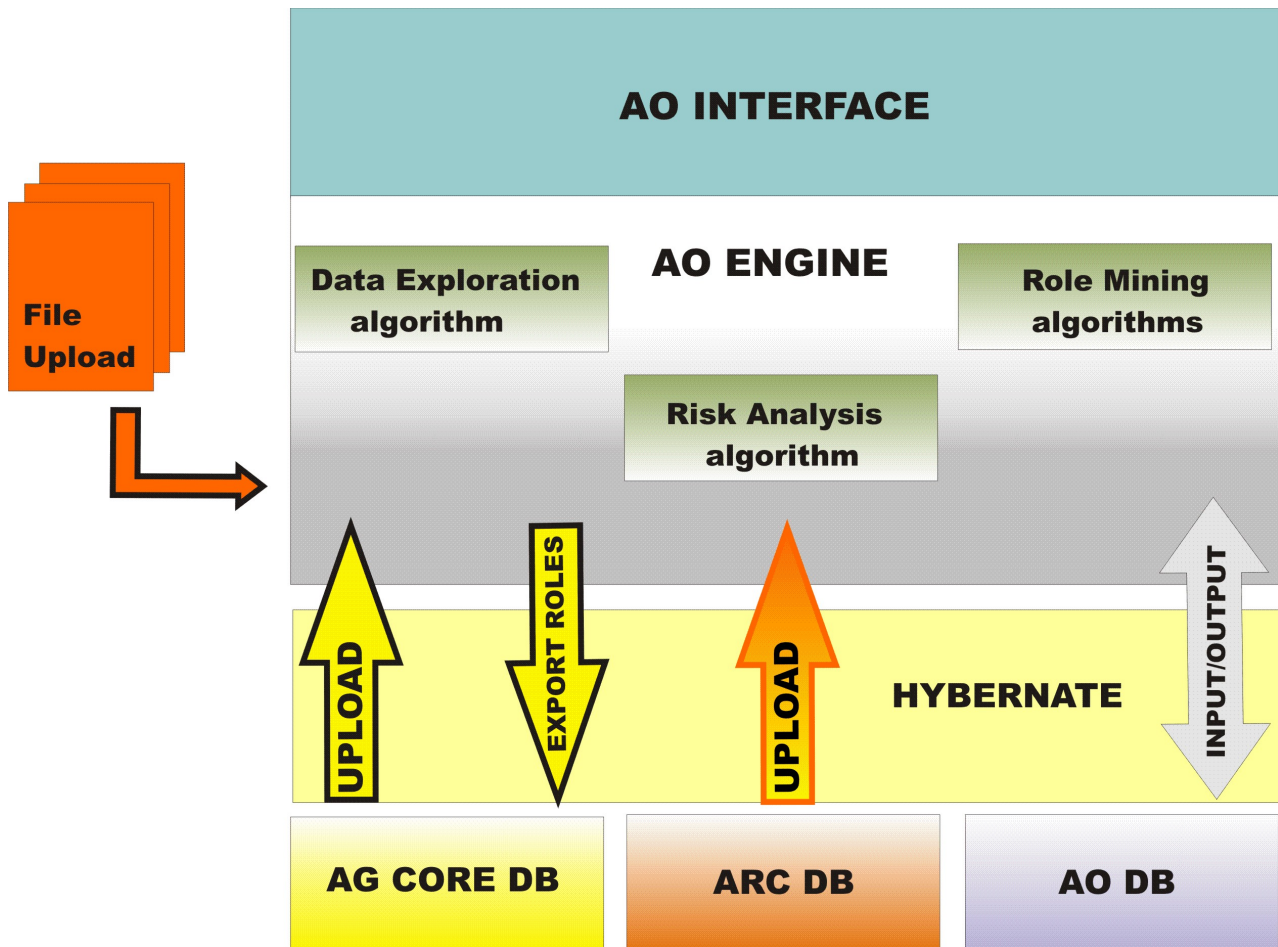 AO INTERFACE
AO ENGINE
Data Exploration
algorithm
Role Mining
algorithms
File
Upload
Risk Analysis
algorithm
UPLOAD
EXPORT ROLES
UPLOAD
INPUT/OUTPUT
HYBERNATE
AG CORE DB
ARC DB
AO DB